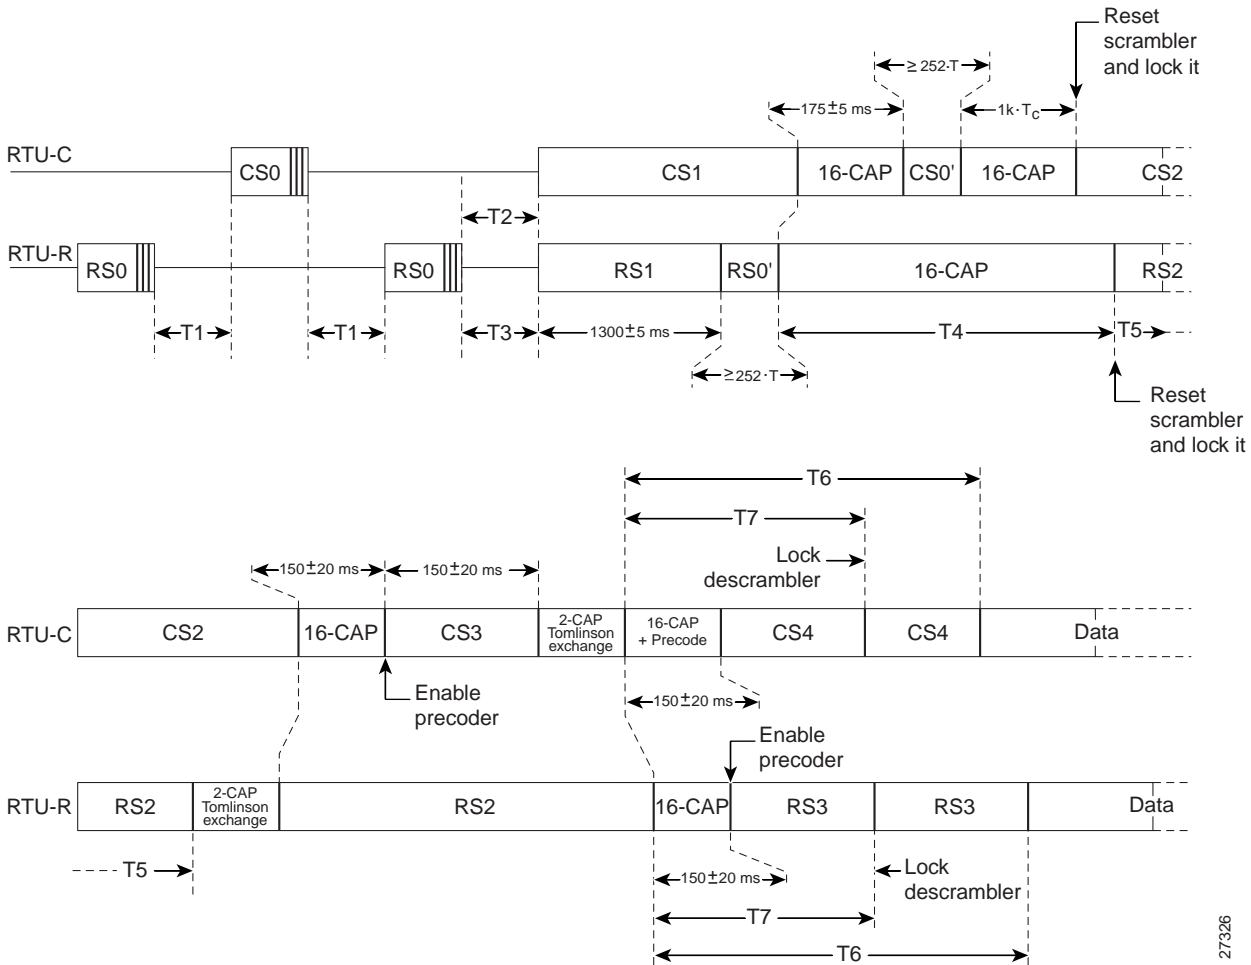 Reset
scrambler
and lock it
≥ 252·T
175±5 ms
1k·Tc
RTU-C
CS0
CS1
16-CAP
CS0'
16-CAP
CS2
T2
RTU-R
RS0
RS0
RS1
RS0'
16-CAP
RS2
T1
T1
T3
1300±5 ms
T4
T5
≥252·T
Reset
scrambler
and lock it
T6
T7
Lock
descrambler
150±20 ms
150±20 ms
RTU-C
CS2
16-CAP
CS3
2-CAP
Tomlinson
exchange
16-CAP
+ Precode
CS4
CS4
Data
Enable
precoder
150±20 ms
Enable
precoder
RTU-R
RS2
2-CAP
Tomlinson
exchange
RS2
16-CAP
RS3
RS3
Data
T5
150±20 ms
Lock
descrambler
T7
T6
27326